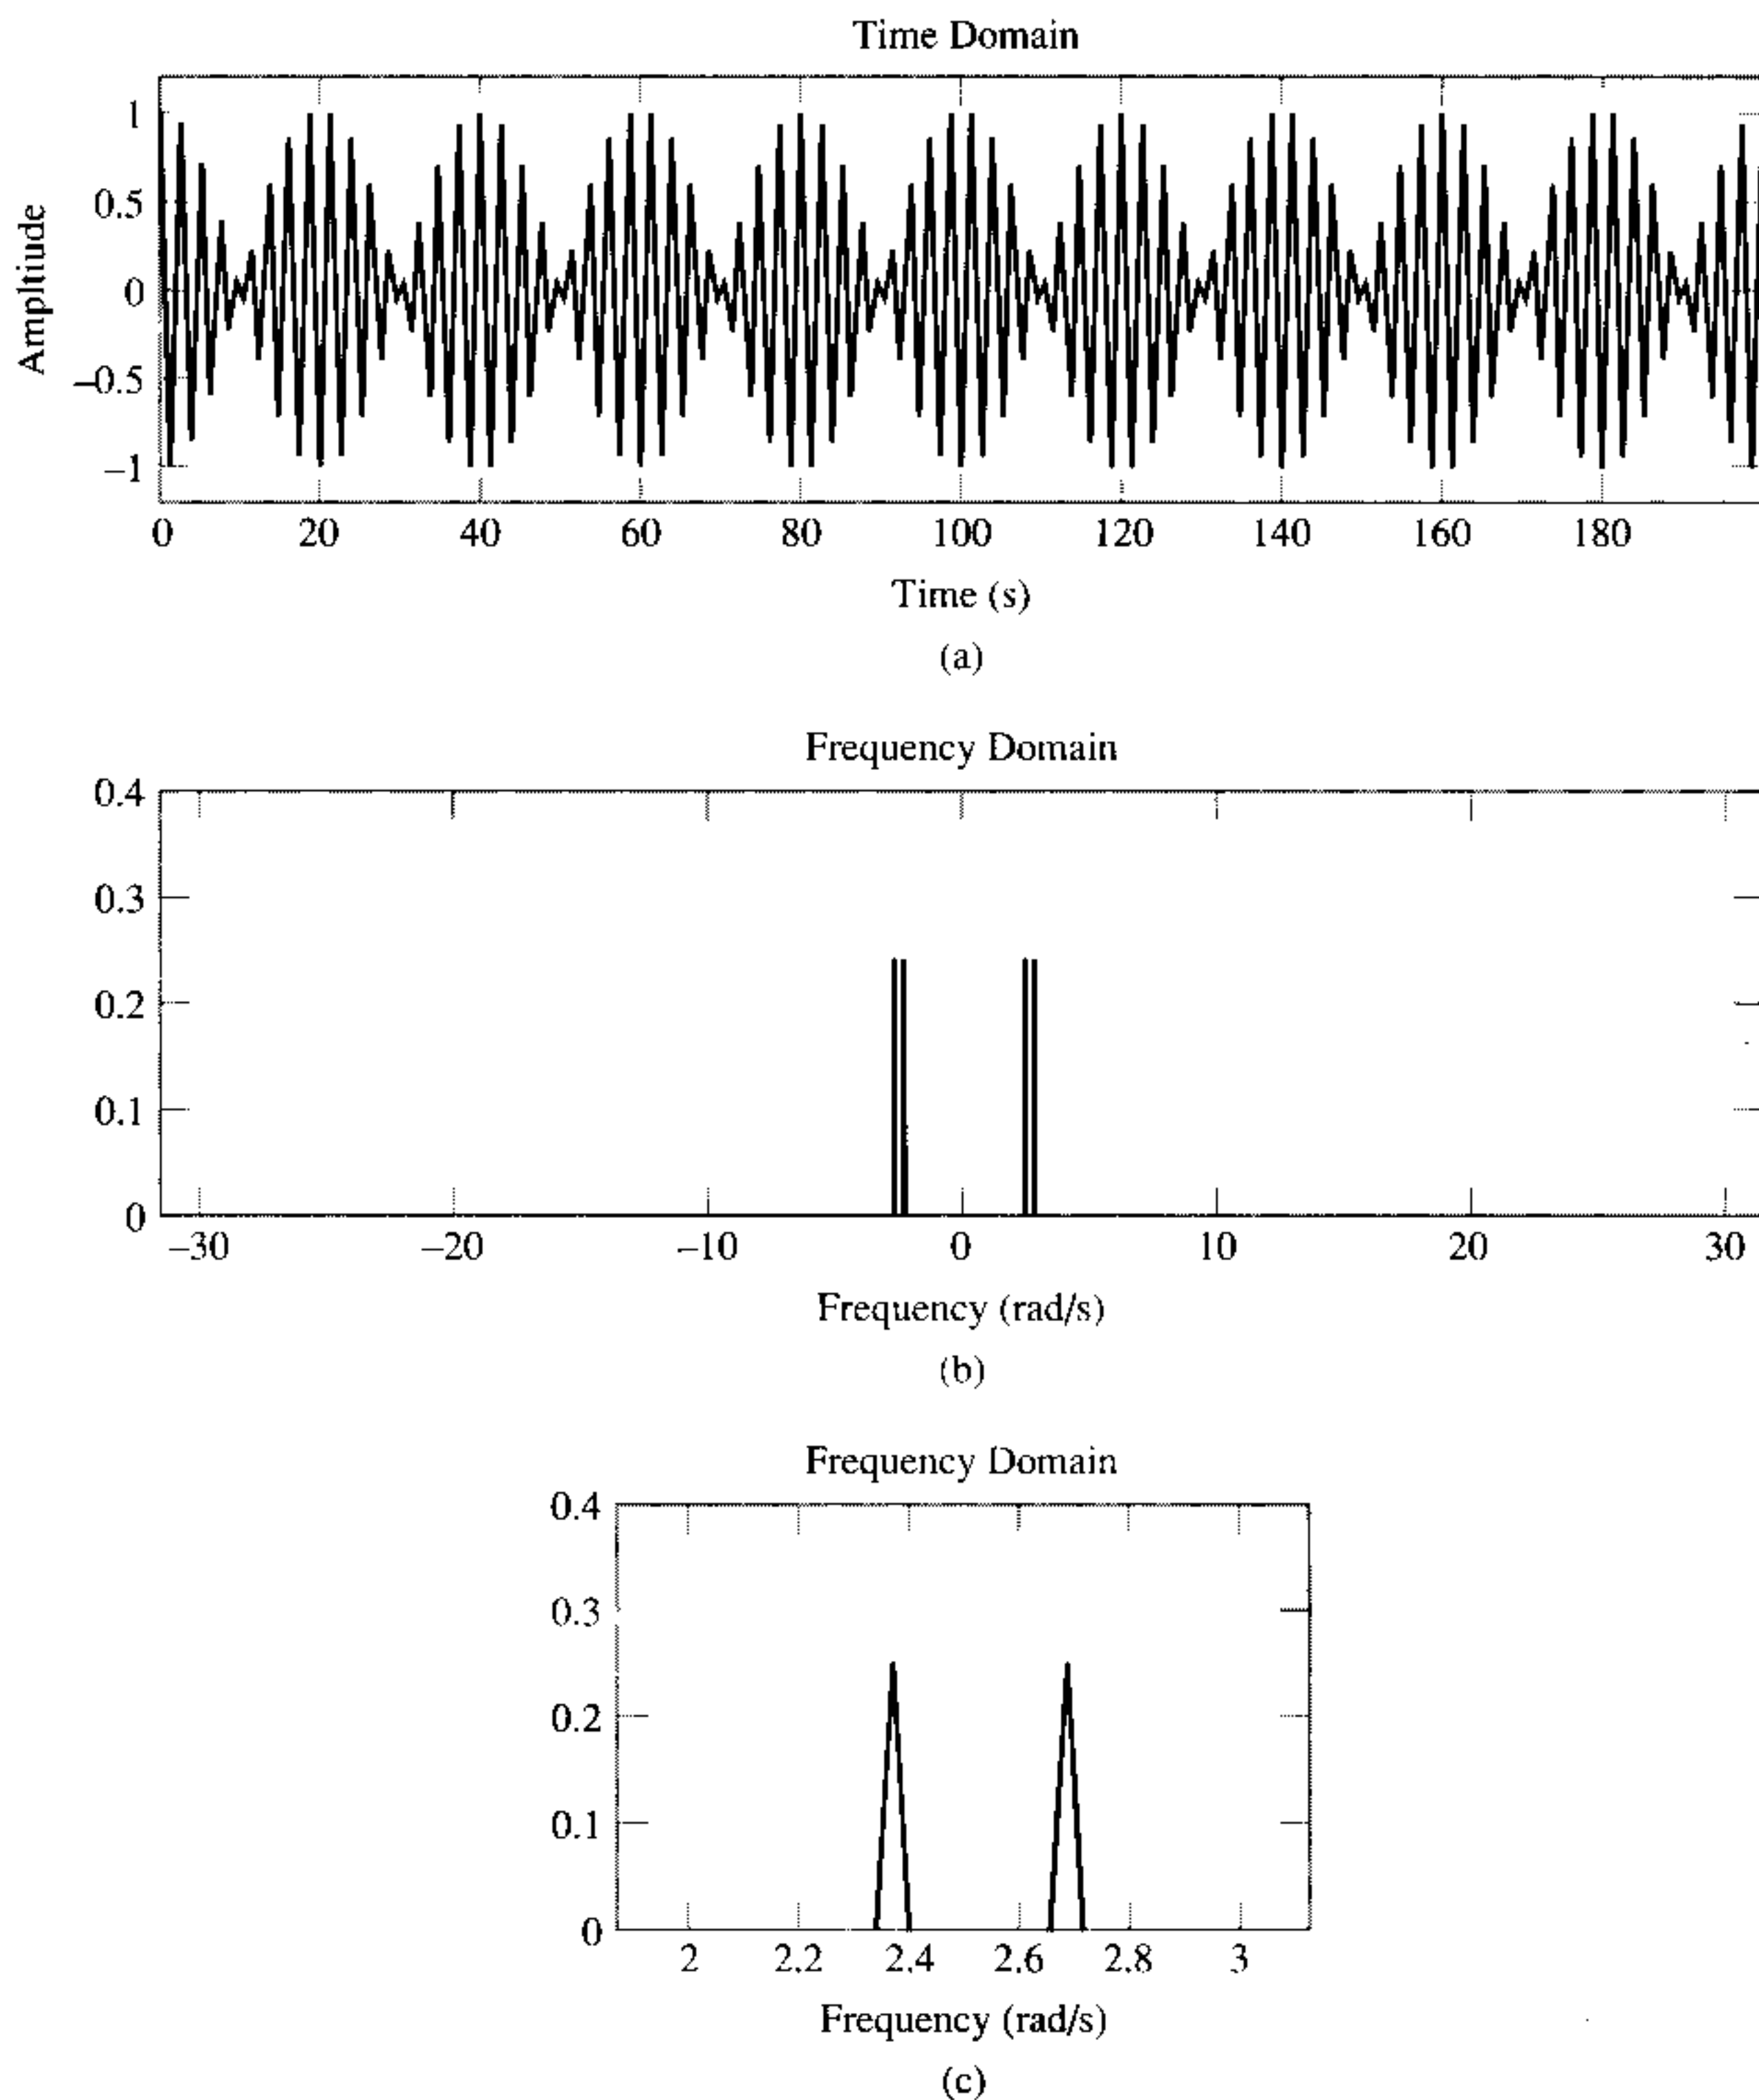 Time Domain
1
0.5
0
–0.5
–1
Ampltiude
0 20 40 60 80 100 120 140 160 180
Time (s)
(a)
Frequency Domain
0.4
0.3
0.2
0.1
0
–30 –20 –10 0 10 20 30
Frequency (rad/s)
(b)
Frequency Domain
0.4
0.3
0.2
0.1
0
2 2.2 2.4 2.6 2.8 3
Frequency (rad/s)
(c)